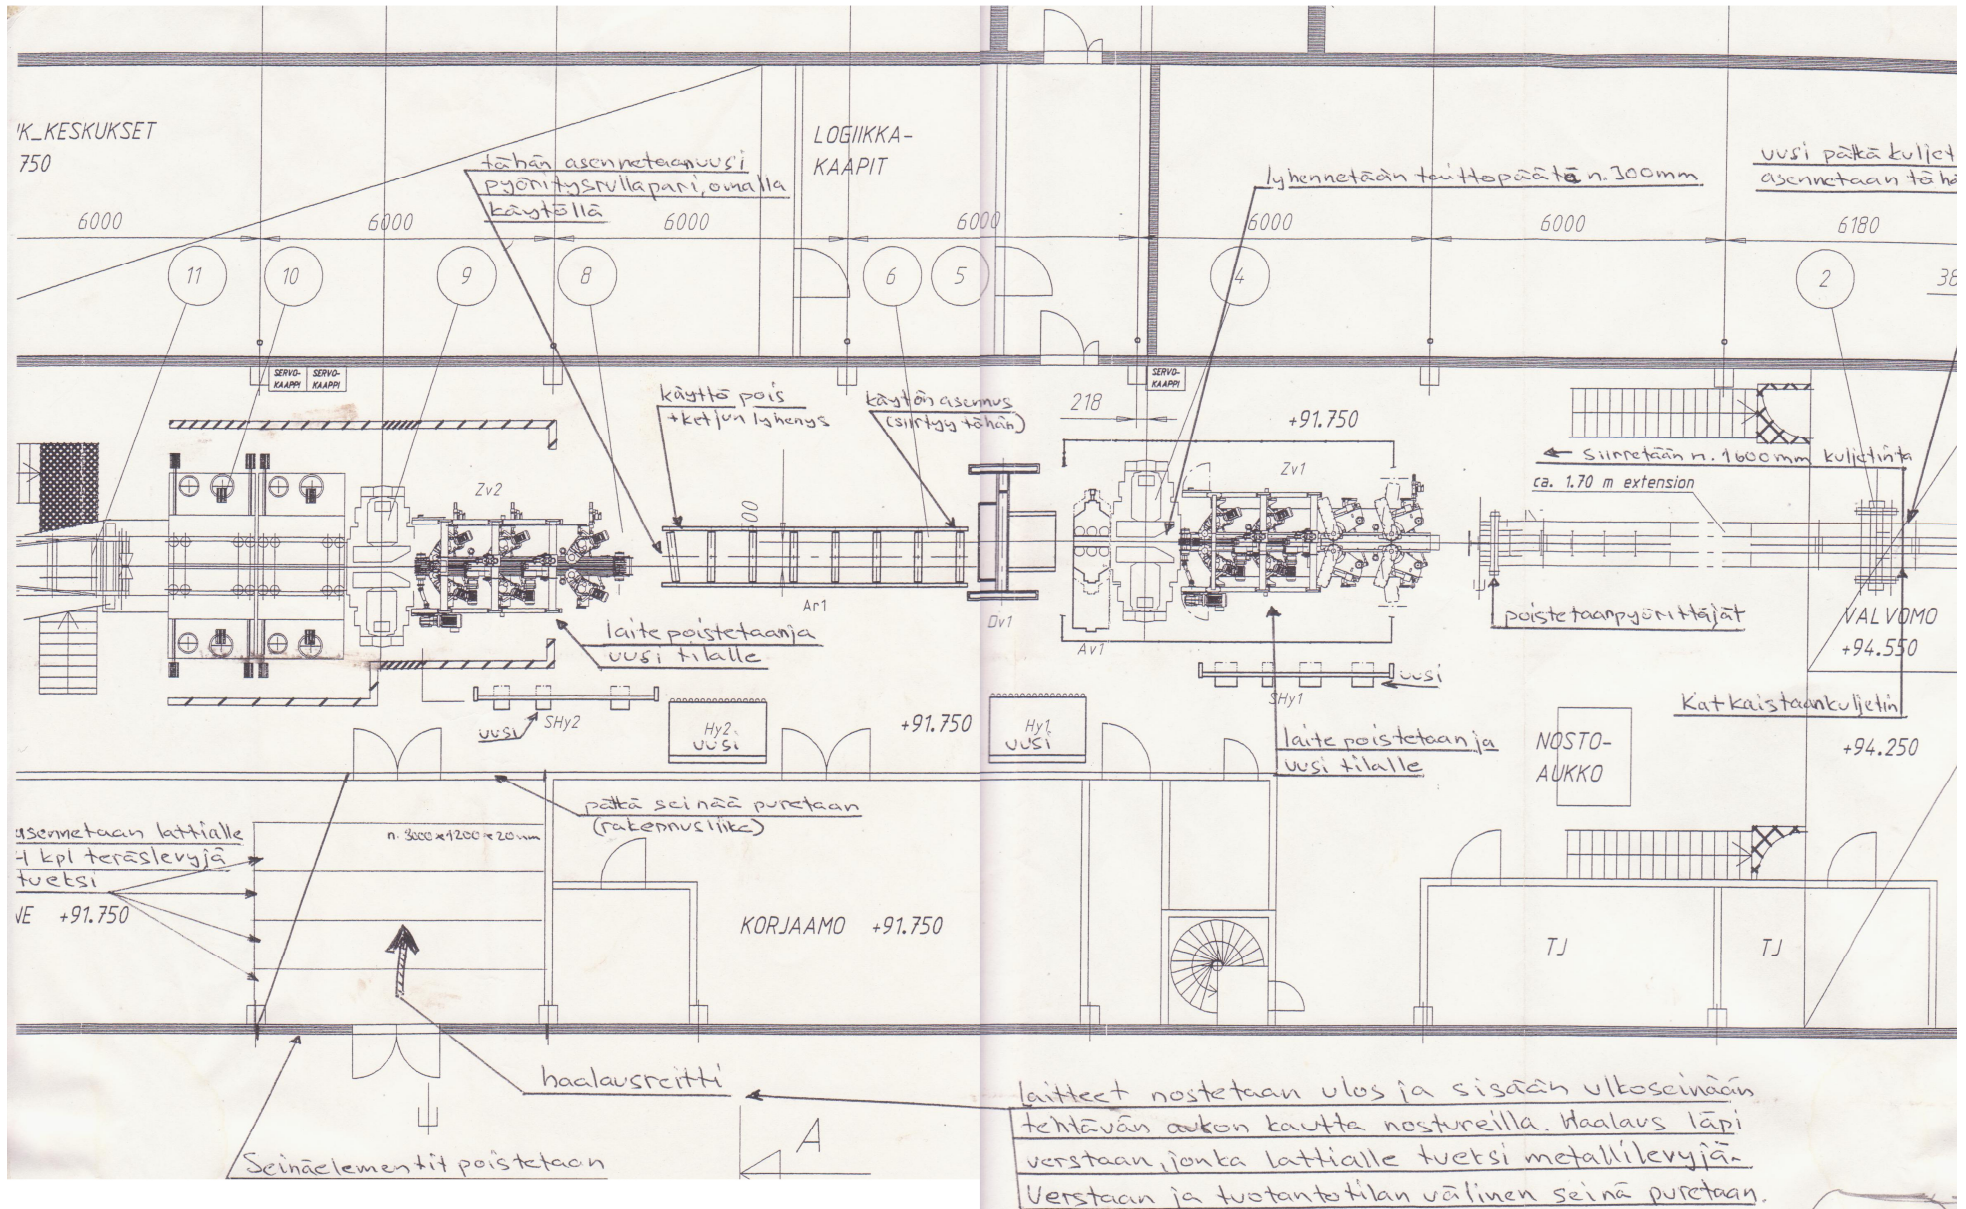 K_KESKUKSET
750
LOGIIKKA-
KAAPIT
tähän asennetaan uusi
pyöritysrullapari, omalla
käytöllä
lyhennetään taittopäätä n. 300mm
uusi pätkä kuljet
asennetaan tähä
6000
6000
6000
6000
6000
6000
6180
11
10
9
8
6
5
4
2
38
SERVO-
KAAPPI
SERVO-
KAAPPI
SERVO-
KAAPPI
käyttö pois
+ketjun lyhenys
käytön asennus
(siirtyy tähän)
218
+91.750
siirretään n. 1600mm kuljetinta
ca. 1.70 m extension
Zv2
Zv1
00
Ar1
Dv1
Av1
poistetaan pyörittäjät
VALVOMO
+94.550
laite poistetaan ja
uusi tilalle
uusi
SHy1
uusi
SHy2
Hy2
uusi
+91.750
Hy1
uusi
laite poistetaan ja
uusi tilalle
Katkaistaan kuljetin
NOSTO-
AUKKO
+94.250
pätkä seinää puretaan
(rakennusliike)
n. 3000x1200x20mm
asennetaan lattialle
4 kpl teräslevyjä
tueksi
NE +91.750
KORJAAMO +91.750
TJ
TJ
haalausreitti
A
Seinäelementit poistetaan
laitteet nostetaan ulos ja sisään ulkoseinään
tehtävän aukon kautta nostureilla. Haalaus läpi
verstaan, jonka lattialle tueksi metallilevyjä.
Verstaan ja tuotantotilan välinen seinä puretaan.